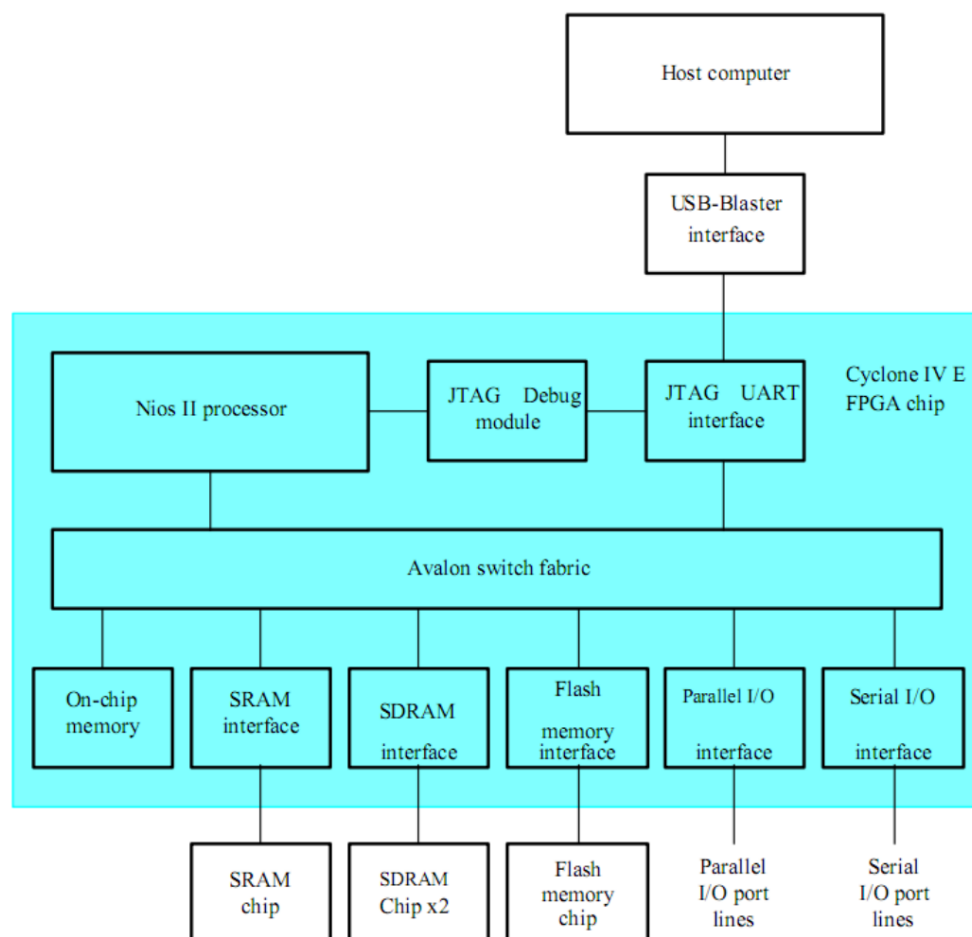 Host computer
USB-Blaster
interface
Cyclone IV E
FPGA chip
Nios II processor
JTAG Debug
module
JTAG UART
interface
Avalon switch fabric
On-chip
memory
SRAM
interface
SDRAM
interface
Flash
memory
interface
Parallel I/O
interface
Serial I/O
interface
SRAM
chip
SDRAM
Chip x2
Flash
memory
chip
Parallel
I/O port
lines
Serial
I/O port
lines